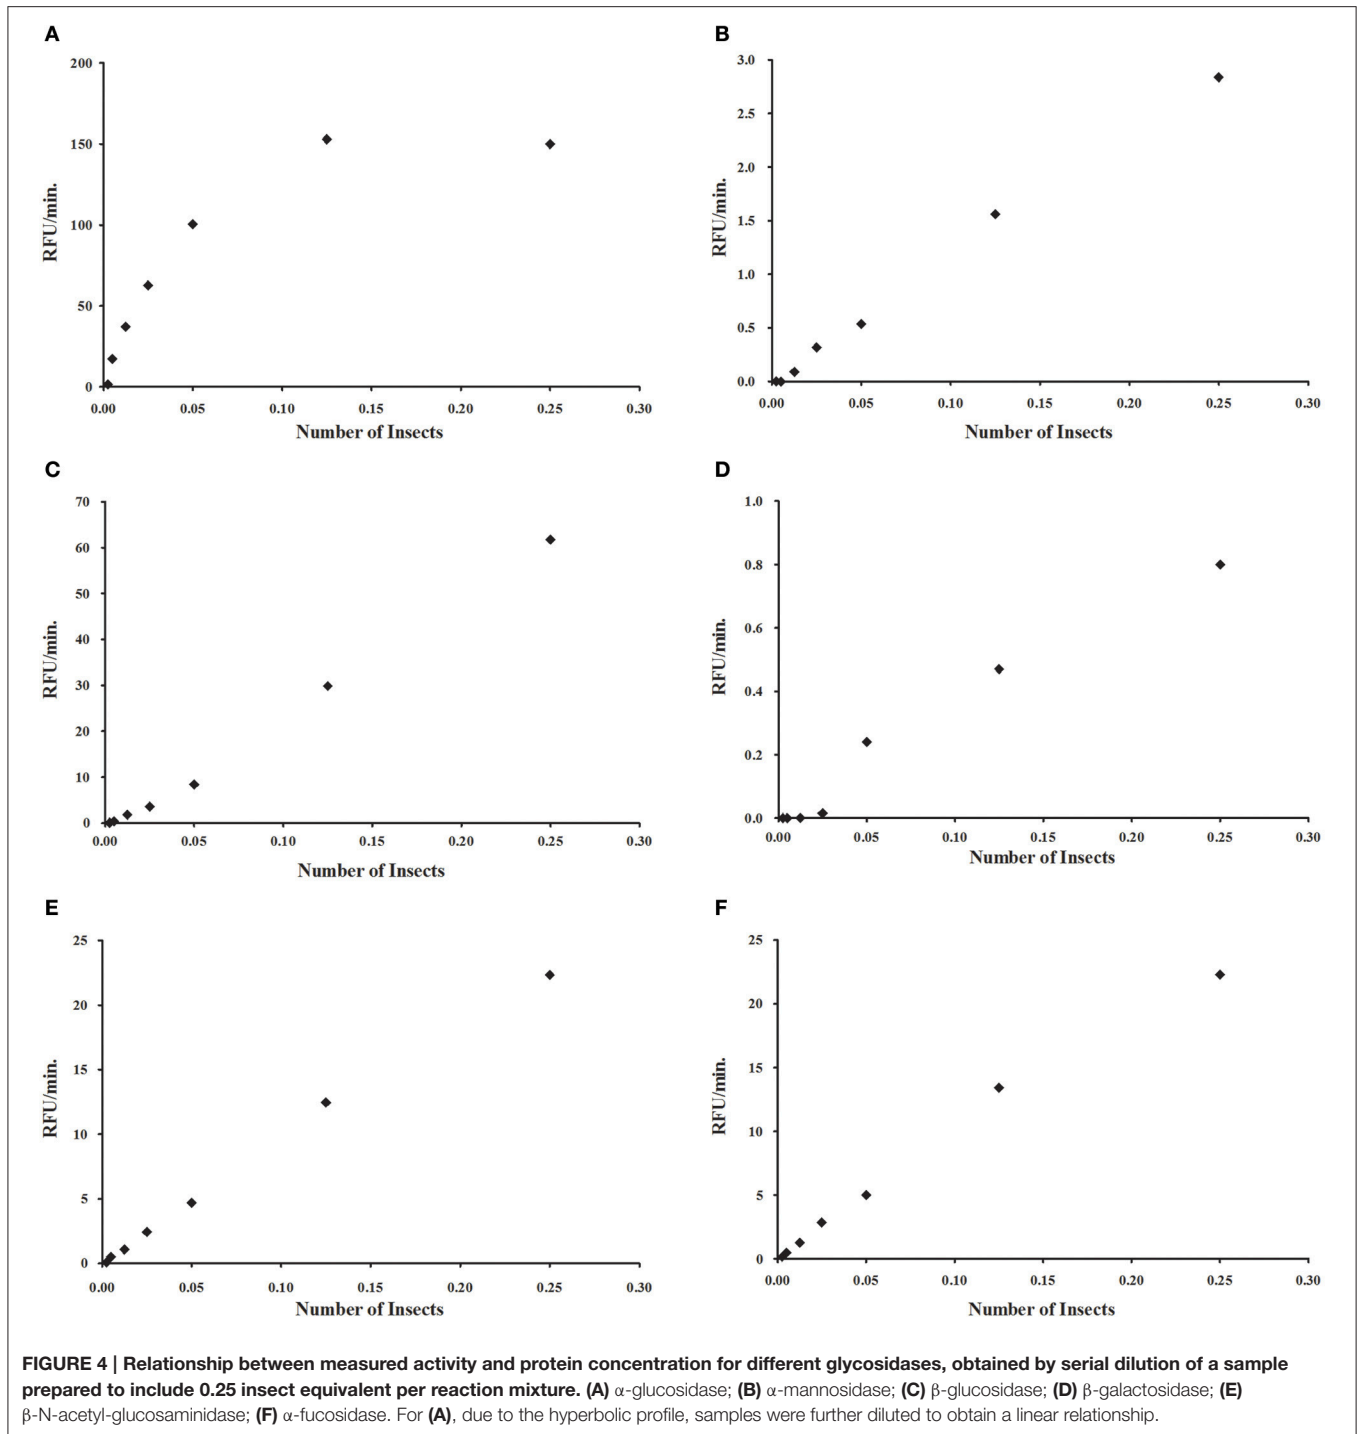 A
200
150
100
50
0
RFU/min.
0.00 0.05 0.10 0.15 0.20 0.25 0.30
Number of Insects
B
3.0
2.5
2.0
1.5
1.0
0.5
0.0
RFU/min.
0.00 0.05 0.10 0.15 0.20 0.25 0.30
Number of Insects
C
70
60
50
40
30
20
10
0
RFU/min.
0.00 0.05 0.10 0.15 0.20 0.25 0.30
Number of Insects
D
1.0
0.8
0.6
0.4
0.2
0.0
RFU/min.
0.00 0.05 0.10 0.15 0.20 0.25 0.30
Number of Insects
E
25
20
15
10
5
0
RFU/min.
0.00 0.05 0.10 0.15 0.20 0.25 0.30
Number of Insects
F
25
20
15
10
5
0
RFU/min.
0.00 0.05 0.10 0.15 0.20 0.25 0.30
Number of Insects
FIGURE 4 | Relationship between measured activity and protein concentration for different glycosidases, obtained by serial dilution of a sample
prepared to include 0.25 insect equivalent per reaction mixture. (A) α-glucosidase; (B) α-mannosidase; (C) β-glucosidase; (D) β-galactosidase; (E)
β-N-acetyl-glucosaminidase; (F) α-fucosidase. For (A), due to the hyperbolic profile, samples were further diluted to obtain a linear relationship.